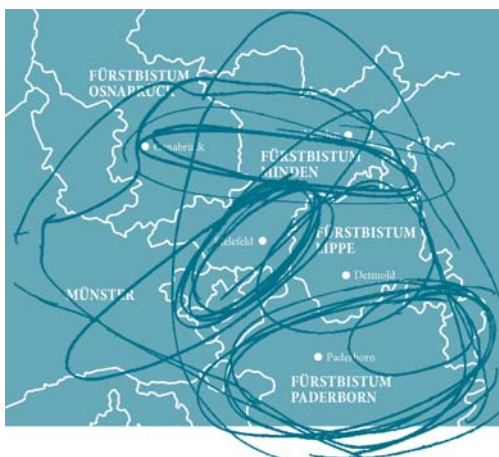 FÜRSTBISTUM
OSNABRÜCK
Osnabrück
FÜRSTBISTUM
MINDEN
Bielefeld
FÜRSTBISTUM
LIPPE
Detmold
MÜNSTER
Paderborn
FÜRSTBISTUM
PADERBORN